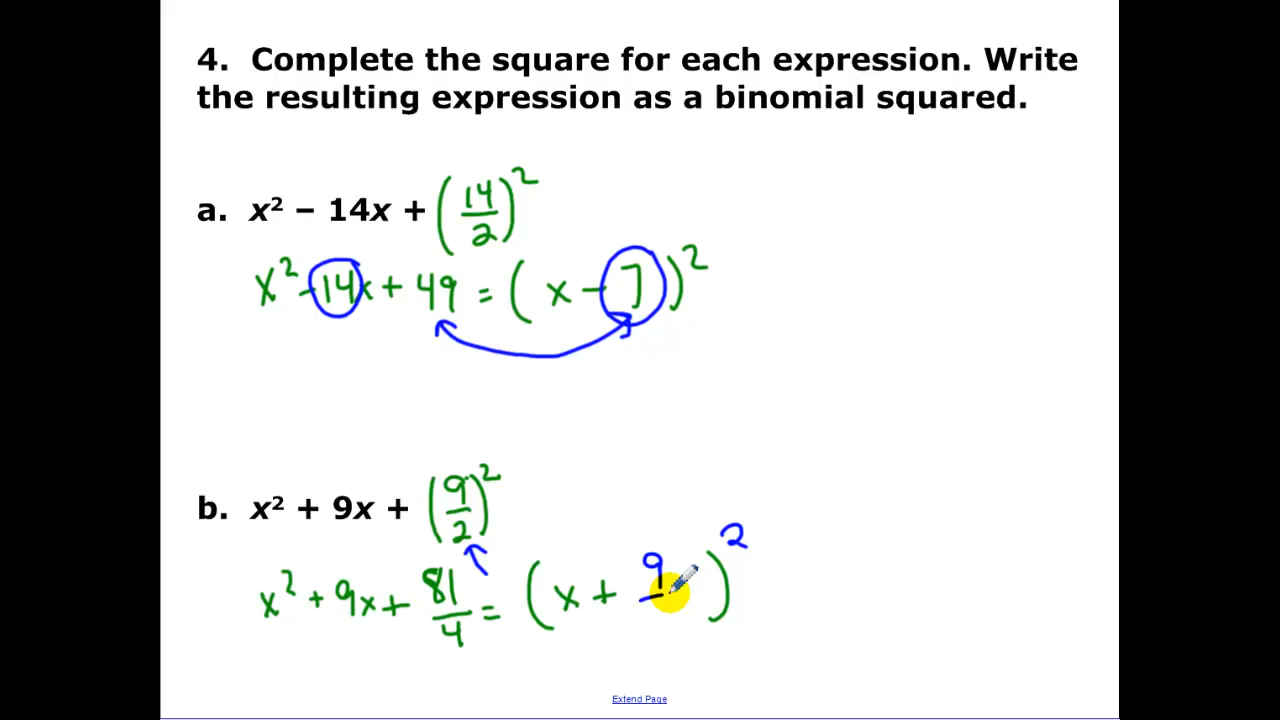 4. Complete the square for each expression. Write
the resulting expression as a binomial squared.
a. x² – 14x + (14/2)²
x² - 14x + 49 = (x - 7)²
b. x² + 9x + (9/2)²
x² + 9x + 81/4 = (x + 9/ )²
Extend Page